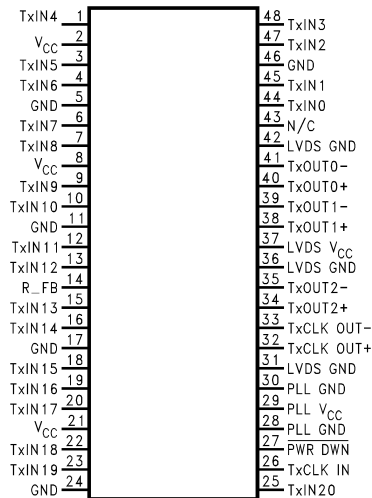 TxIN4 1
VCC 2
TxIN5 3
TxIN6 4
GND 5
TxIN7 6
TxIN8 7
VCC 8
TxIN9 9
TxIN10 10
GND 11
TxIN11 12
TxIN12 13
R_FB 14
TxIN13 15
TxIN14 16
GND 17
TxIN15 18
TxIN16 19
TxIN17 20
VCC 21
TxIN18 22
TxIN19 23
GND 24
48 TxIN3
47 TxIN2
46 GND
45 TxIN1
44 TxIN0
43 N/C
42 LVDS GND
41 TxOUT0-
40 TxOUT0+
39 TxOUT1-
38 TxOUT1+
37 LVDS VCC
36 LVDS GND
35 TxOUT2-
34 TxOUT2+
33 TxCLK OUT-
32 TxCLK OUT+
31 LVDS GND
30 PLL GND
29 PLL VCC
28 PLL GND
27 PWR DWN
26 TxCLK IN
25 TxIN20